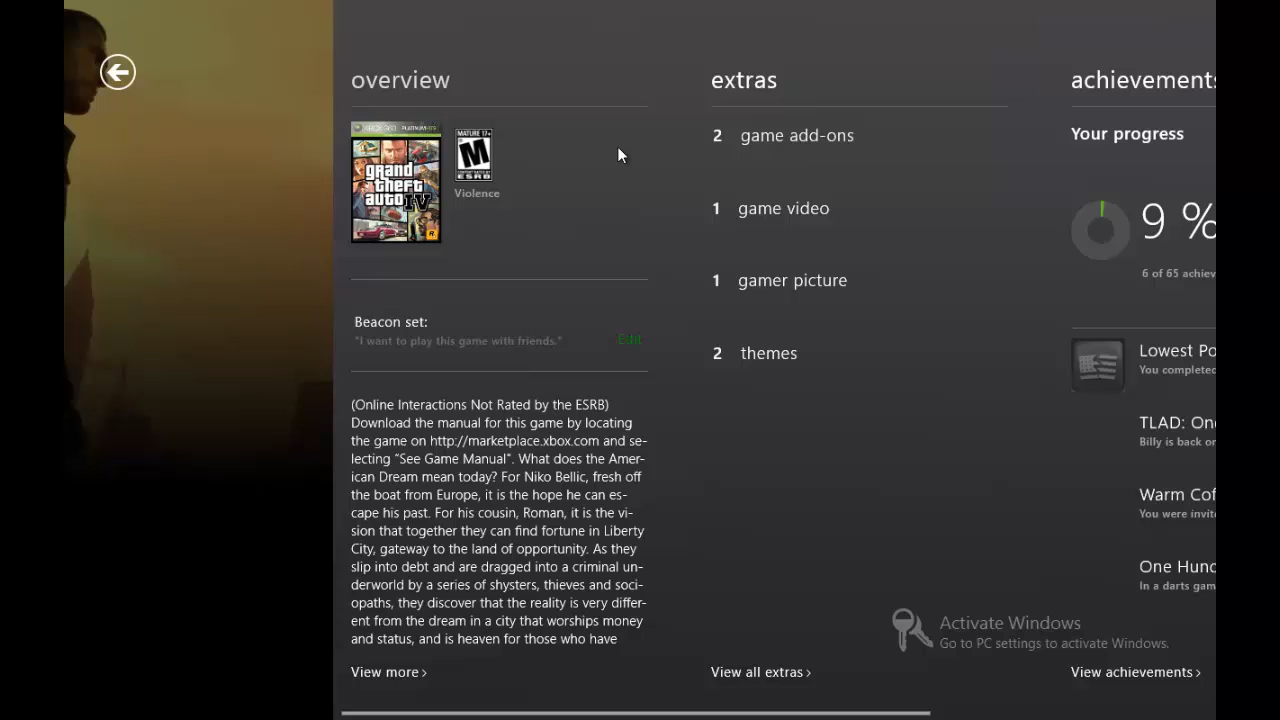 overview
XBOX 360 PLATINUM HITS
grand
theft
auto IV
R
MATURE 17+
M
CONTENT RATED BY
ESRB
Violence
Beacon set:
"I want to play this game with friends."
Edit
(Online Interactions Not Rated by the ESRB)
Download the manual for this game by locating
the game on http://marketplace.xbox.com and se-
lecting “See Game Manual". What does the Amer-
ican Dream mean today? For Niko Bellic, fresh off
the boat from Europe, it is the hope he can es-
cape his past. For his cousin, Roman, it is the vi-
sion that together they can find fortune in Liberty
City, gateway to the land of opportunity. As they
slip into debt and are dragged into a criminal un-
derworld by a series of shysters, thieves and soci-
opaths, they discover that the reality is very differ-
ent from the dream in a city that worships money
and status, and is heaven for those who have
View more ›
extras
2 game add-ons
1 game video
1 gamer picture
2 themes
View all extras ›
achievements
Your progress
9 %
6 of 65 achiev
Lowest Po
You completed
TLAD: One
Billy is back or
Warm Cof
You were invite
One Hund
In a darts gam
View achievements ›
Activate Windows
Go to PC settings to activate Windows.